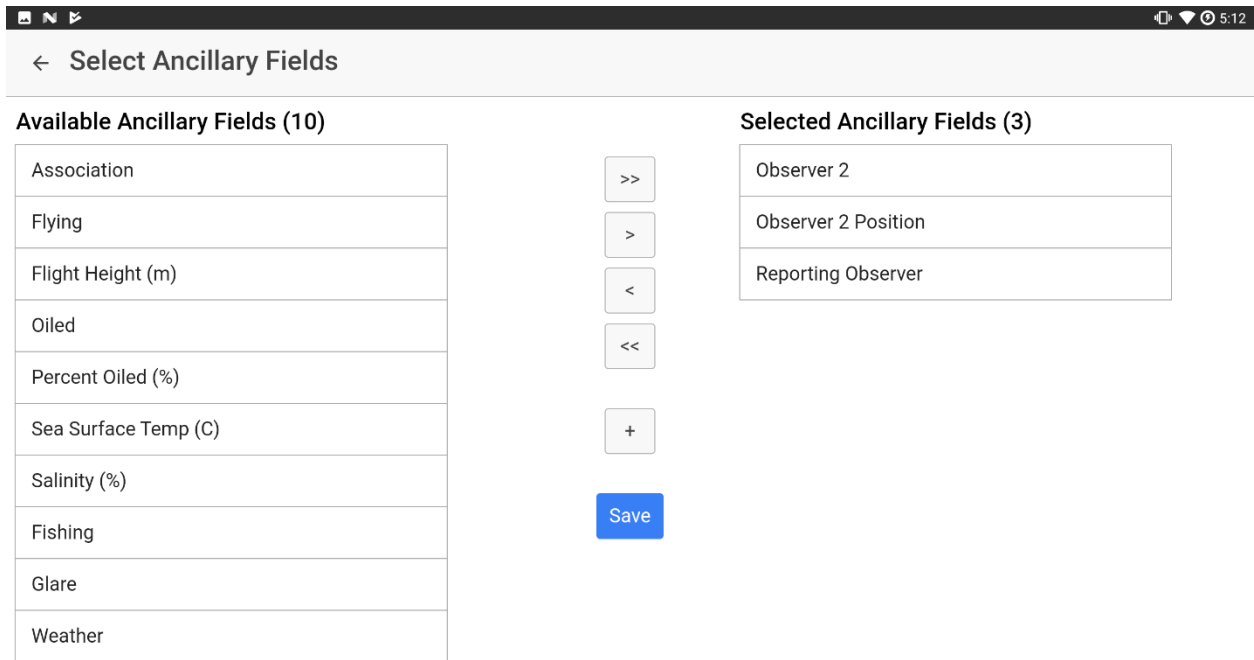 5:12
← Select Ancillary Fields
Available Ancillary Fields (10)
Association
Flying
Flight Height (m)
Oiled
Percent Oiled (%)
Sea Surface Temp (C)
Salinity (%)
Fishing
Glare
Weather
>>
>
<
<<
+
Save
Selected Ancillary Fields (3)
Observer 2
Observer 2 Position
Reporting Observer